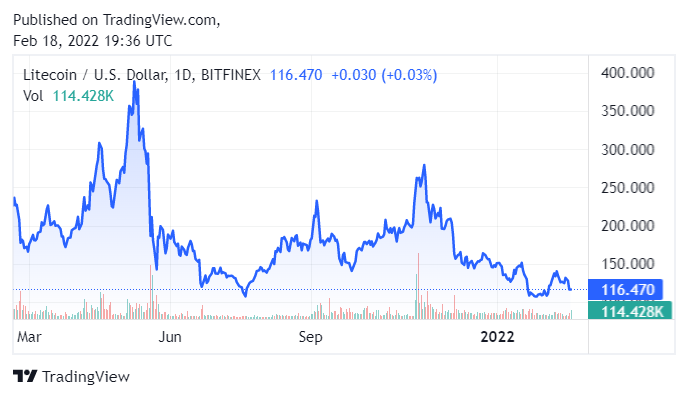 Published on TradingView.com,
Feb 18, 2022 19:36 UTC
Litecoin / U.S. Dollar, 1D, BITFINEX 116.470 +0.030 (+0.03%)
Vol 114.428K
400.000
350.000
300.000
250.000
200.000
150.000
116.470
114.428K
Mar Jun Sep 2022
TradingView